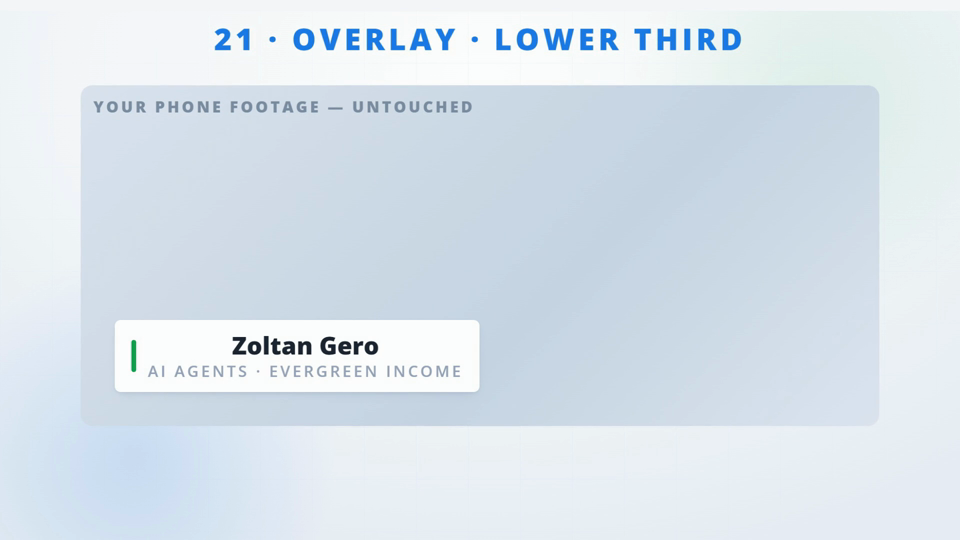 21 · OVERLAY · LOWER THIRD
YOUR PHONE FOOTAGE — UNTOUCHED
Zoltan Gero
AI AGENTS · EVERGREEN INCOME